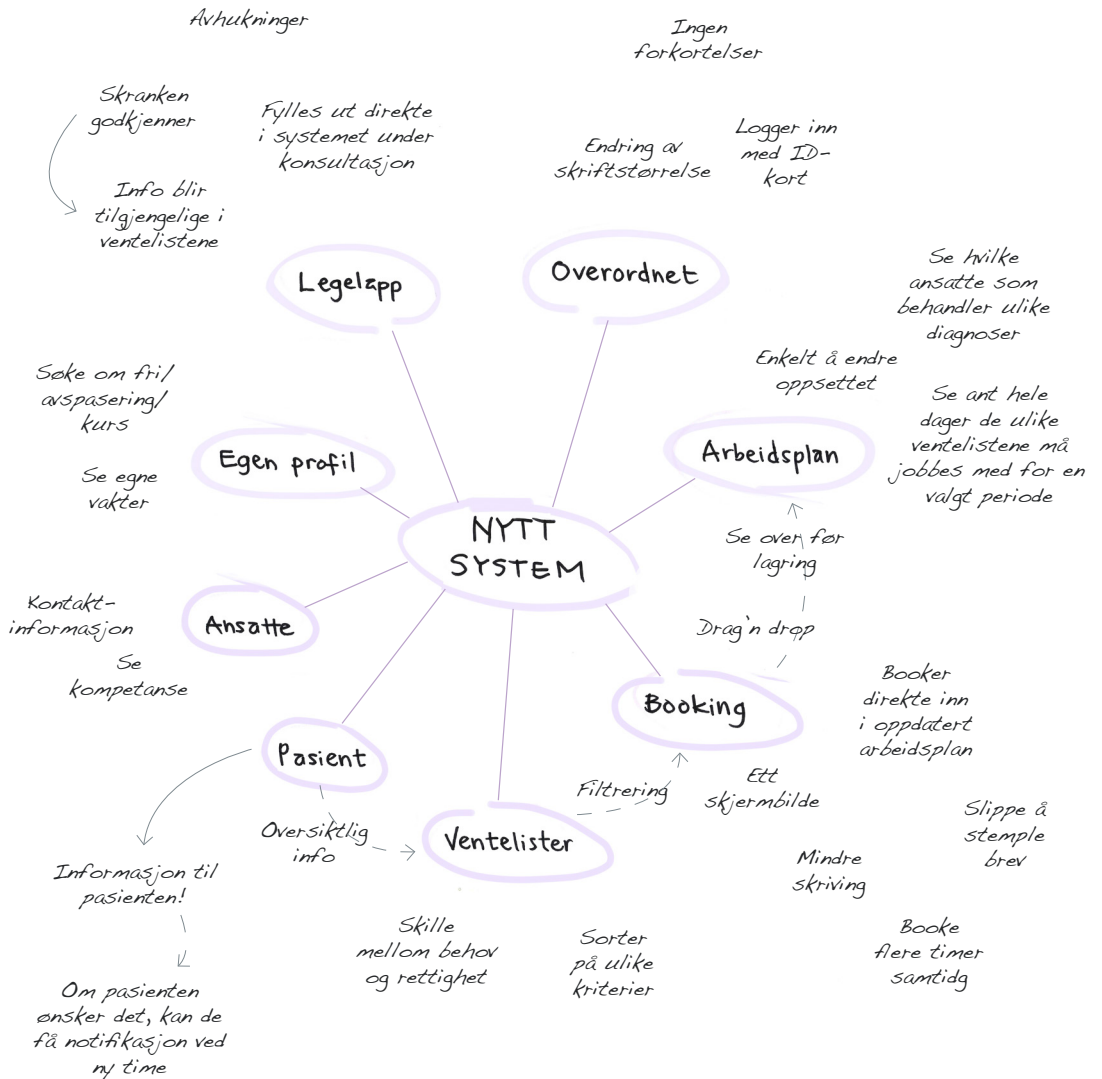 Avhukninger
Ingen
forkortelser
Skranken
godkjenner
Fylles ut direkte
i systemet under
konsultasjon
Endring av
skriftstørrelse
Logger inn
med ID-
kort
Info blir
tilgjengelige i
ventelistene
Legelapp
Overordnet
Se hvilke
ansatte som
behandler ulike
diagnoser
Søke om fri/
avspasering/
kurs
Enkelt å endre
oppsettet
Se ant hele
dager de ulike
ventelistene må
jobbes med for en
valgt periode
Egen profil
Arbeidsplan
Se egne
vakter
NYTT
SYSTEM
Se over før
lagring
Kontakt-
informasjon
Ansatte
Drag'n drop
Se
kompetanse
Booking
Booker
direkte inn
i oppdatert
arbeidsplan
Pasient
Filtrering
Ett
skjermbilde
Oversiktlig
info
Ventelister
Slippe å
stemple
brev
Informasjon til
pasienten!
Mindre
skriving
Skille
mellom behov
og rettighet
Sorter
på ulike
kriterier
Booke
flere timer
samtidg
Om pasienten
ønsker det, kan de
få notifikasjon ved
ny time